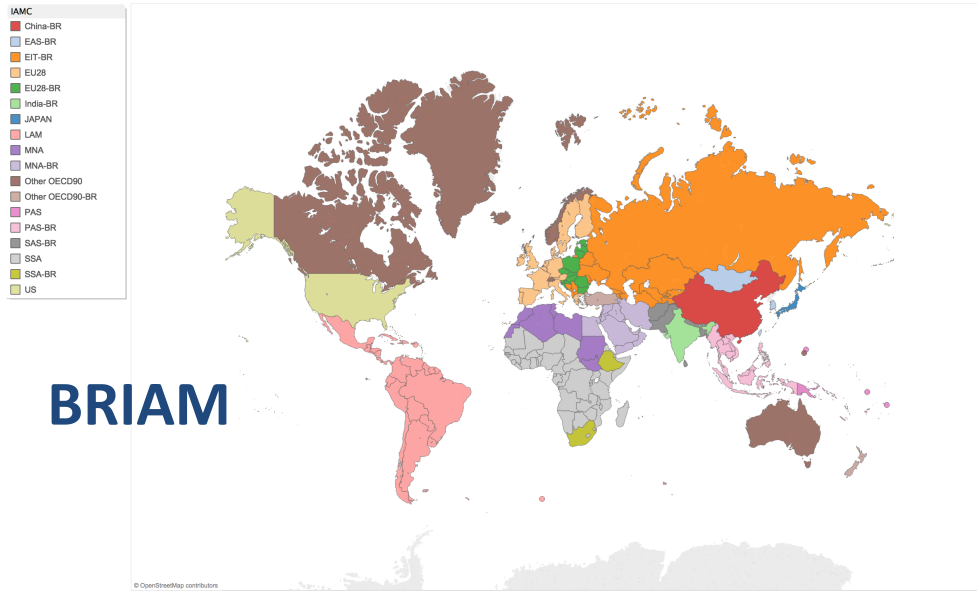 IAMC
China-BR
EAS-BR
EIT-BR
EU28
EU28-BR
India-BR
JAPAN
LAM
MNA
MNA-BR
Other OECD90
Other OECD90-BR
PAS
PAS-BR
SAS-BR
SSA
SSA-BR
US
BRIAM
© OpenStreetMap contributors